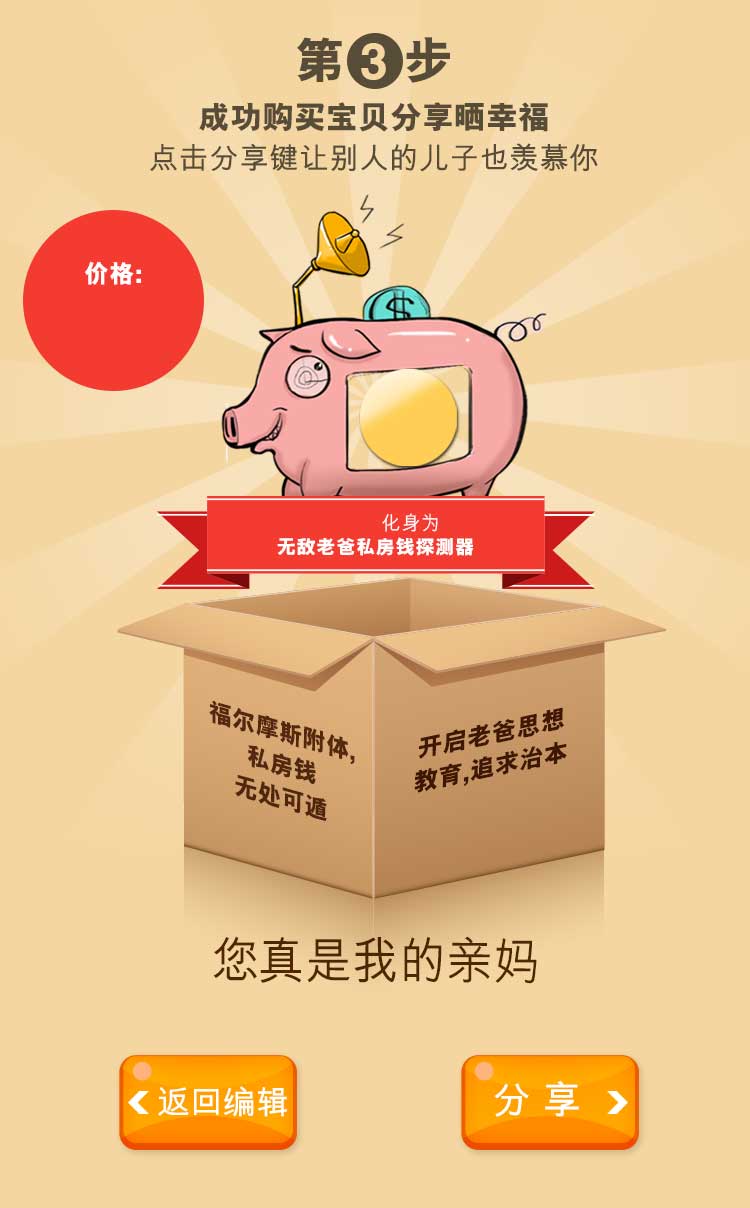 第3步
成功购买宝贝分享晒幸福
点击分享键让别人的儿子也羡慕你
价格:
$
化身为
无敌老爸私房钱探测器
福尔摩斯附体,
私房钱
无处可遁
开启老爸思想
教育,追求治本
您真是我的亲妈
返回编辑
分享